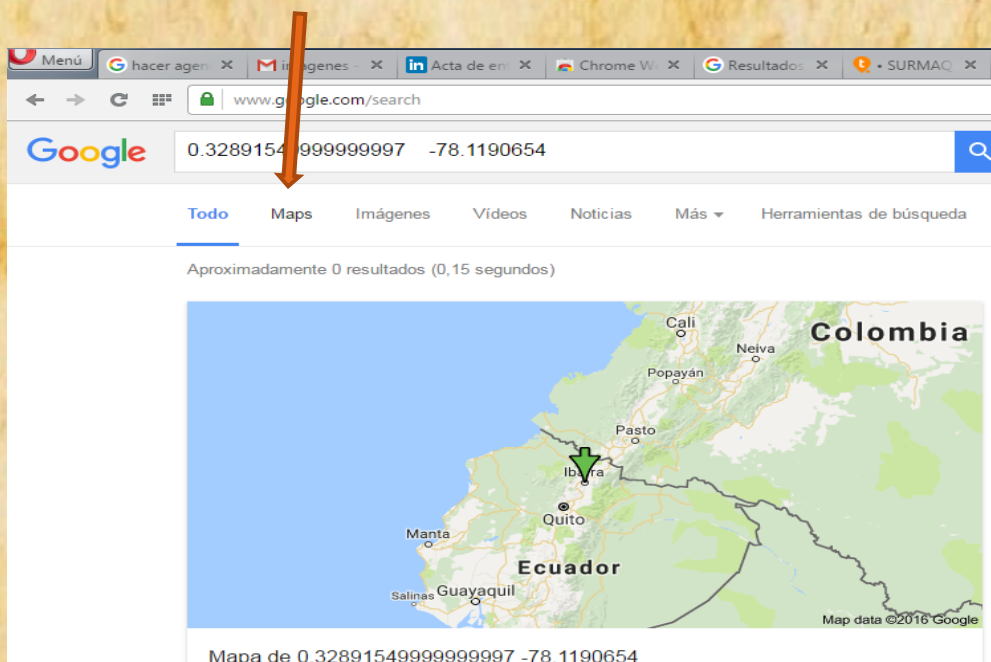 Menú hacer agen imágenes - Acta de en Chrome W Resultados • SURMAQ
www.google.com/search
Google 0.32891549999999997 -78.1190654
Todo Maps Imágenes Vídeos Noticias Más Herramientas de búsqueda
Aproximadamente 0 resultados (0,15 segundos)
Cali
Colombia
Neiva
Popayán
Pasto
Ibarra
Quito
Manta
Ecuador
Salinas Guayaquil
Map data ©2016 Google
Mapa de 0.32891549999999997 -78.1190654